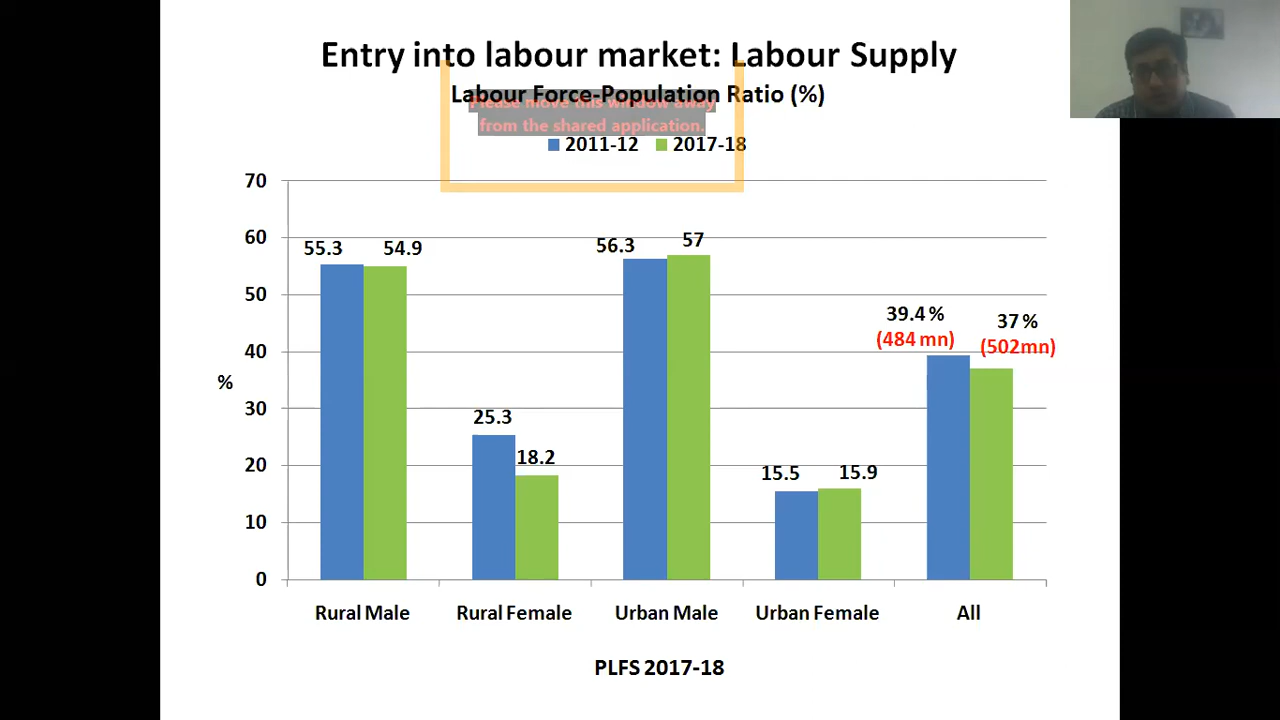 Entry into labour market: Labour Supply
Labour Force-Population Ratio (%)
Please move this window away
from the shared application.
2011-12 2017-18
70
60
50
40
30
20
10
0
%
55.3 54.9
25.3 18.2
56.3 57
15.5 15.9
39.4 % 37 %
(484 mn) (502mn)
Rural Male Rural Female Urban Male Urban Female All
PLFS 2017-18